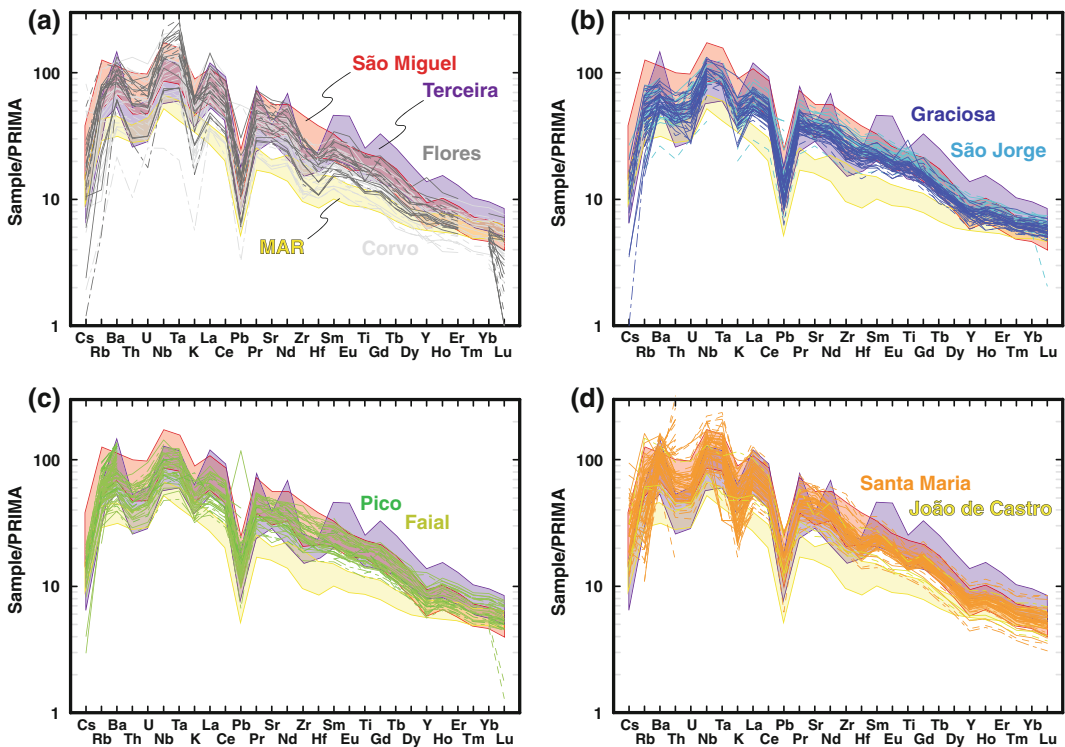 (a)
São Miguel
Terceira
Flores
MAR
Corvo
Sample/PRIMA
100
10
1
Cs Ba U Ta La Pb Sr Zr Sm Ti Tb Y Er Yb
Rb Th Nb K Ce Pr Nd Hf Eu Gd Dy Ho Tm Lu
(b)
Graciosa
São Jorge
Sample/PRIMA
100
10
1
Cs Ba U Ta La Pb Sr Zr Sm Ti Tb Y Er Yb
Rb Th Nb K Ce Pr Nd Hf Eu Gd Dy Ho Tm Lu
(c)
Pico
Faial
Sample/PRIMA
100
10
1
Cs Ba U Ta La Pb Sr Zr Sm Ti Tb Y Er Yb
Rb Th Nb K Ce Pr Nd Hf Eu Gd Dy Ho Tm Lu
(d)
Santa Maria
João de Castro
Sample/PRIMA
100
10
1
Cs Ba U Ta La Pb Sr Zr Sm Ti Tb Y Er Yb
Rb Th Nb K Ce Pr Nd Hf Eu Gd Dy Ho Tm Lu